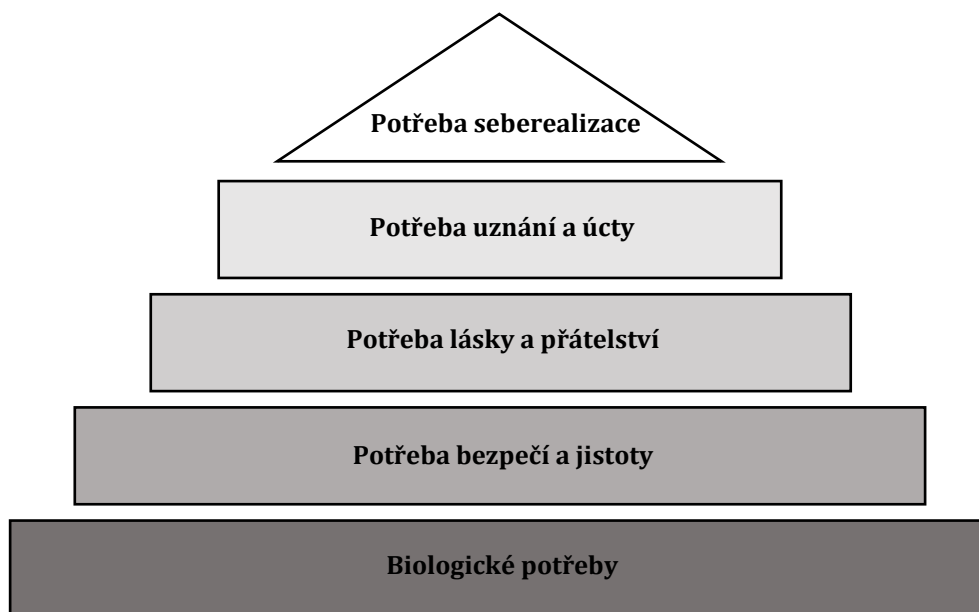 Potřeba seberealizace
Potřeba uznání a úcty
Potřeba lásky a přátelství
Potřeba bezpečí a jistoty
Biologické potřeby